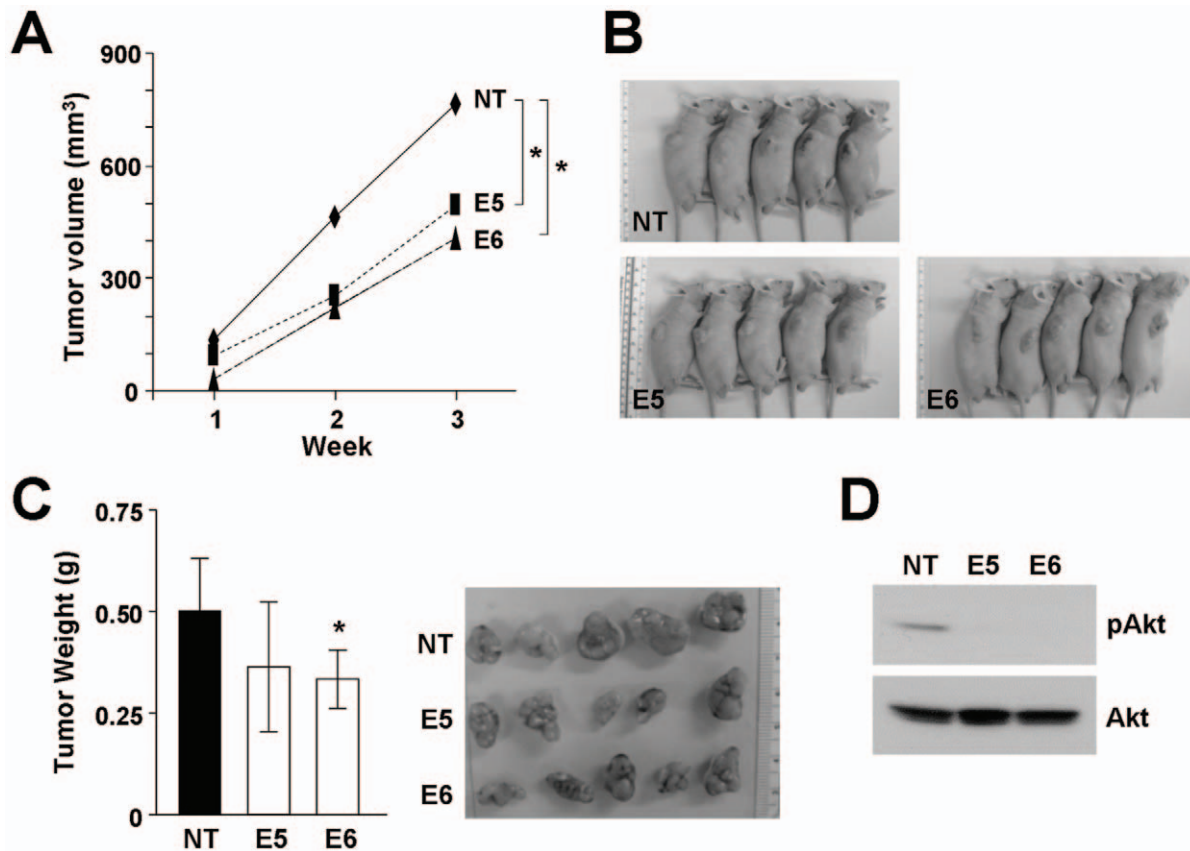 A
Tumor volume (mm³)
900
600
300
0
1 2 3
Week
NT
E5
E6
*
*
B
NT
E5
E6
C
Tumor Weight (g)
0.75
0.50
0.25
0
*
NT E5 E6
NT
E5
E6
D
NT E5 E6
pAkt
Akt